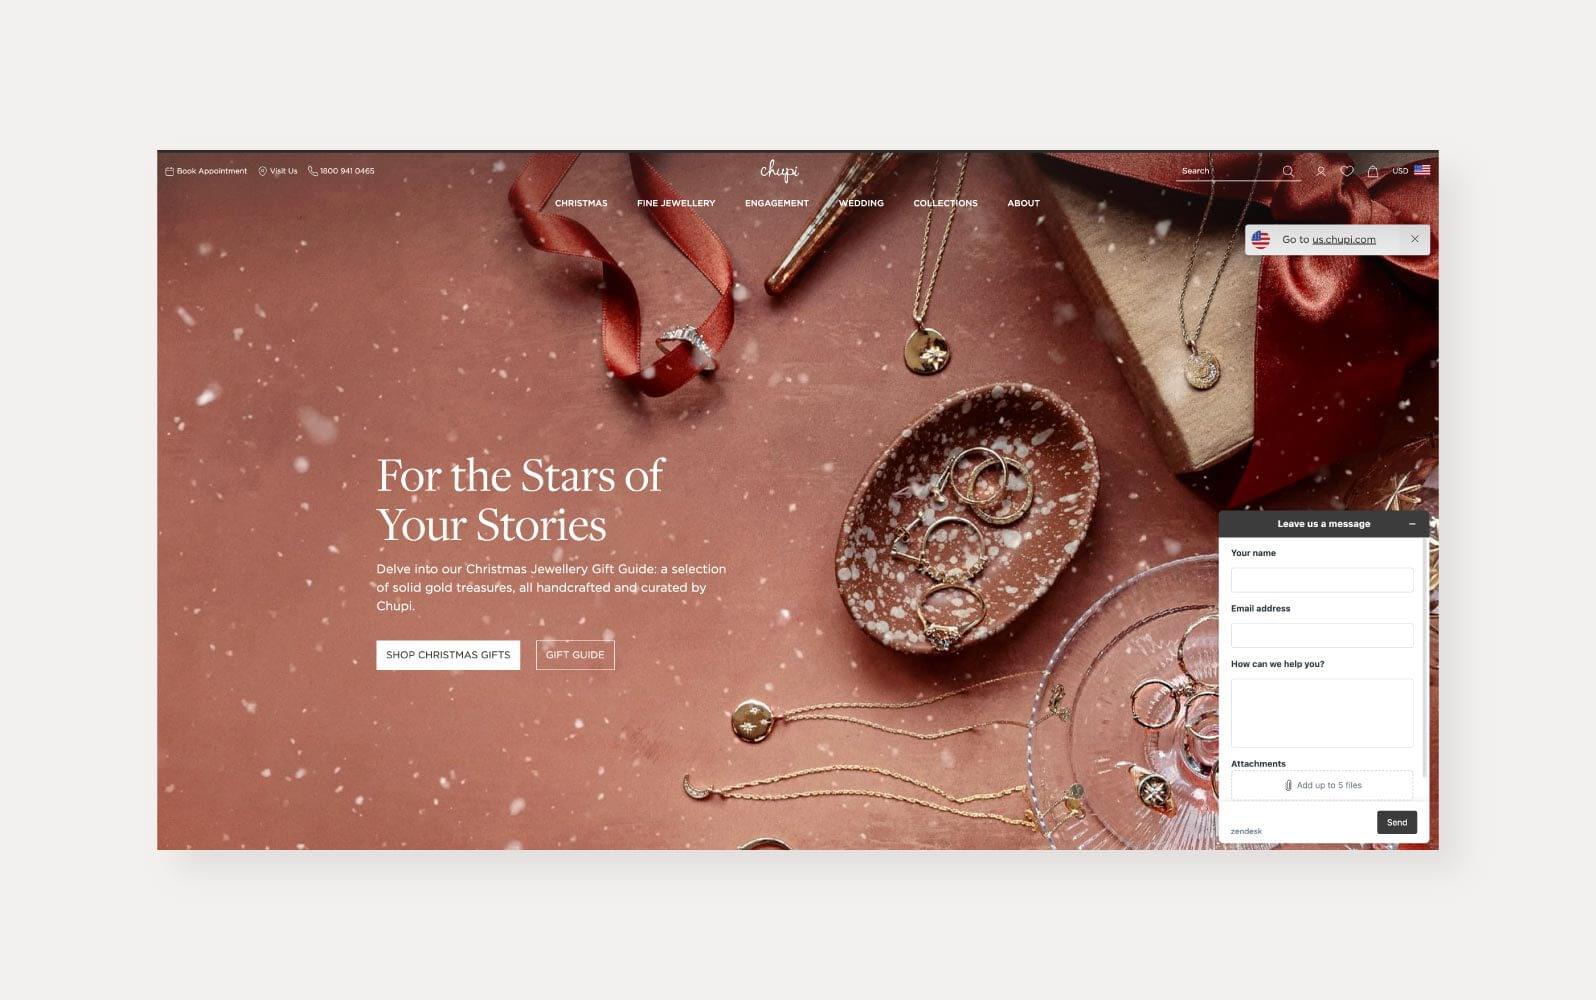 Book Appointment
Visit Us
1800 941 0465
chupi
Search
USD
CHRISTMAS
FINE JEWELLERY
ENGAGEMENT
WEDDING
COLLECTIONS
ABOUT
Go to us.chupi.com
For the Stars of
Your Stories
Delve into our Christmas Jewellery Gift Guide: a selection
of solid gold treasures, all handcrafted and curated by
Chupi.
SHOP CHRISTMAS GIFTS
GIFT GUIDE
Leave us a message
Your name
Email address
How can we help you?
Attachments
Add up to 5 files
zendesk
Send